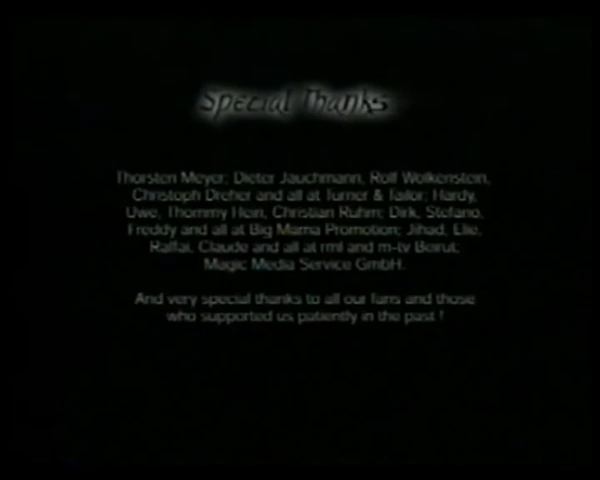 Special Thanks
Thorsten Meyer; Dieter Jauchmann, Rolf Wolkenstein,
Christoph Dreher and all at Turner & Tailor; Hardy,
Uwe, Thommy Hein, Christian Ruhm; Dirk, Stefano,
Freddy and all at Big Mama Promotion; Jihad, Elie,
Raffat, Claude and all at rml and m-tv Beirut;
Magic Media Service GmbH.
And very special thanks to all our fans and those
who supported us patiently in the past !